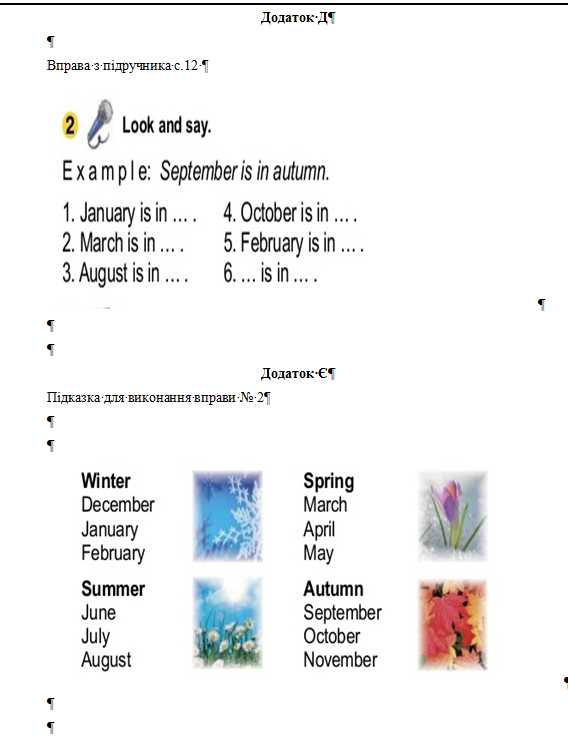 Додаток·Д¶
¶
Вправа·з·підручника·с.12·¶
2 Look and say.
E x a m p l e: September is in autumn.
1. January is in ... . 4. October is in ... .
2. March is in ... . 5. February is in ... .
3. August is in ... . 6. ... is in ... .
¶
¶
¶
Додаток·Є¶
Підказка·для·виконання·вправи·№·2¶
¶
¶
Winter Spring
December March
January April
February May
Summer Autumn
June September
July October
August November
¶
¶
¶